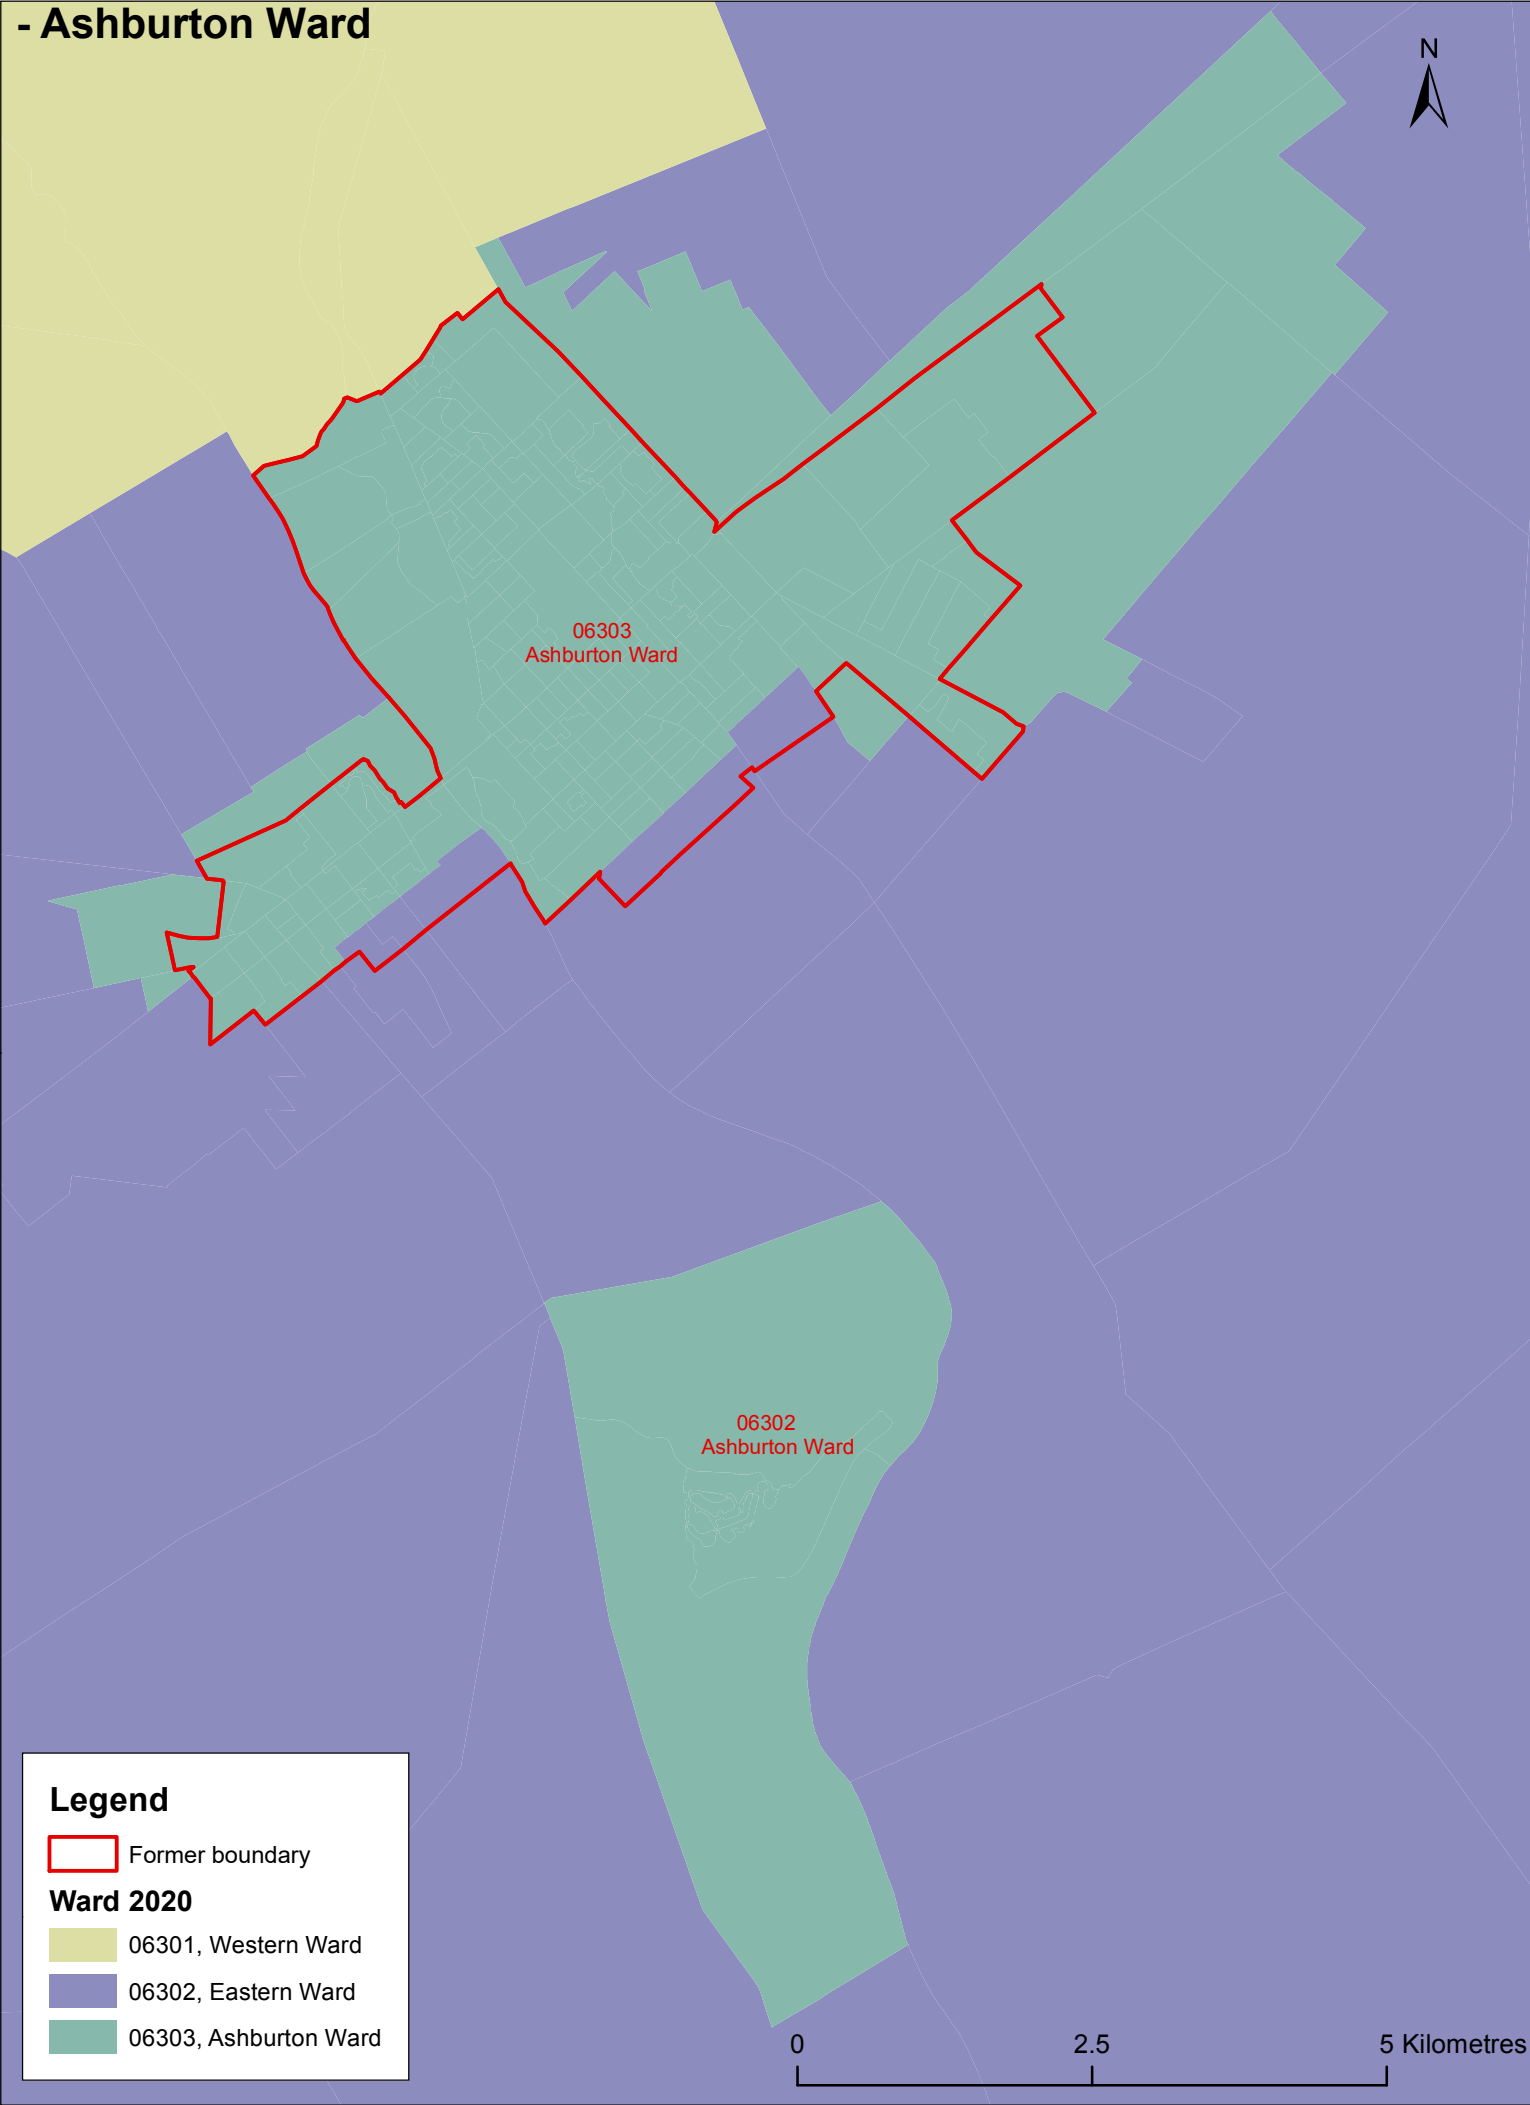 - Ashburton Ward
N
06303
Ashburton Ward
06302
Ashburton Ward
Legend
Former boundary
Ward 2020
06301, Western Ward
06302, Eastern Ward
06303, Ashburton Ward
0 2.5 5 Kilometres